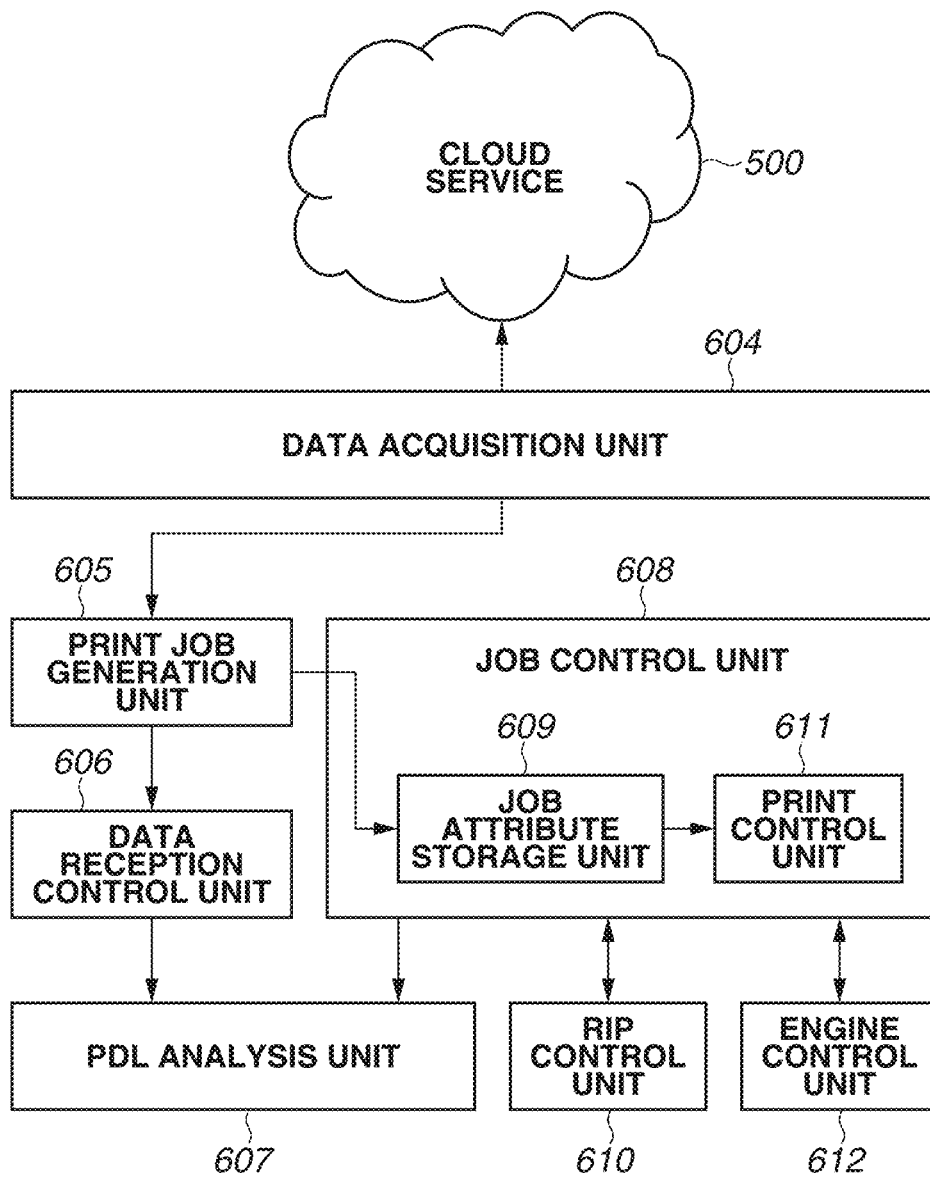 CLOUD
SERVICE
500
604
DATA ACQUISITION UNIT
605
PRINT JOB
GENERATION
UNIT
608
JOB CONTROL UNIT
606
DATA
RECEPTION
CONTROL UNIT
609
JOB
ATTRIBUTE
STORAGE UNIT
611
PRINT
CONTROL
UNIT
PDL ANALYSIS UNIT
607
RIP
CONTROL
UNIT
610
ENGINE
CONTROL
UNIT
612